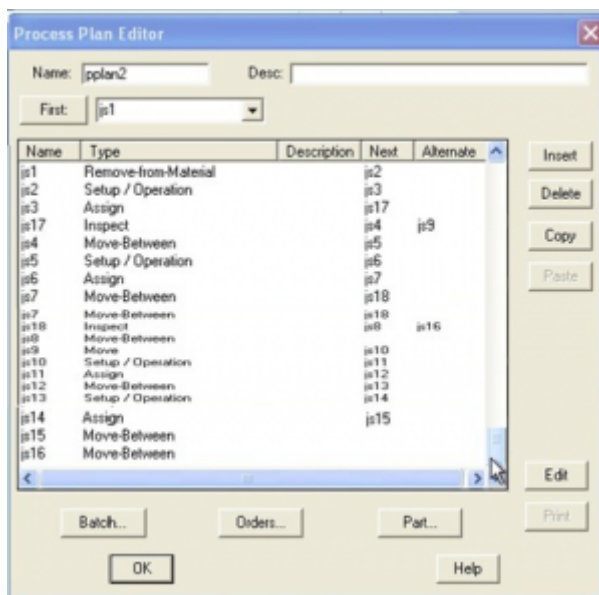 Process Plan Editor
Name: pplan2 Desc:
First: js1
Name Type Description Next Alternate
js1 Remove-from-Material js2
js2 Setup / Operation js3
js3 Assign js17
js17 Inspect js4 js9
js4 Move-Between js5
js5 Setup / Operation js6
js6 Assign js7
js7 Move-Between js18
js7 Move-Between js18
js18 Inspect js8 js16
js8 Move-Between
js9 Move js10
js10 Setup / Operation js11
js11 Assign js12
js12 Move-Between js13
js13 Setup / Operation js14
js14 Assign js15
js15 Move-Between
js16 Move-Between
Insert
Delete
Copy
Paste
Edit
Print
Batch... Orders... Part...
OK Help